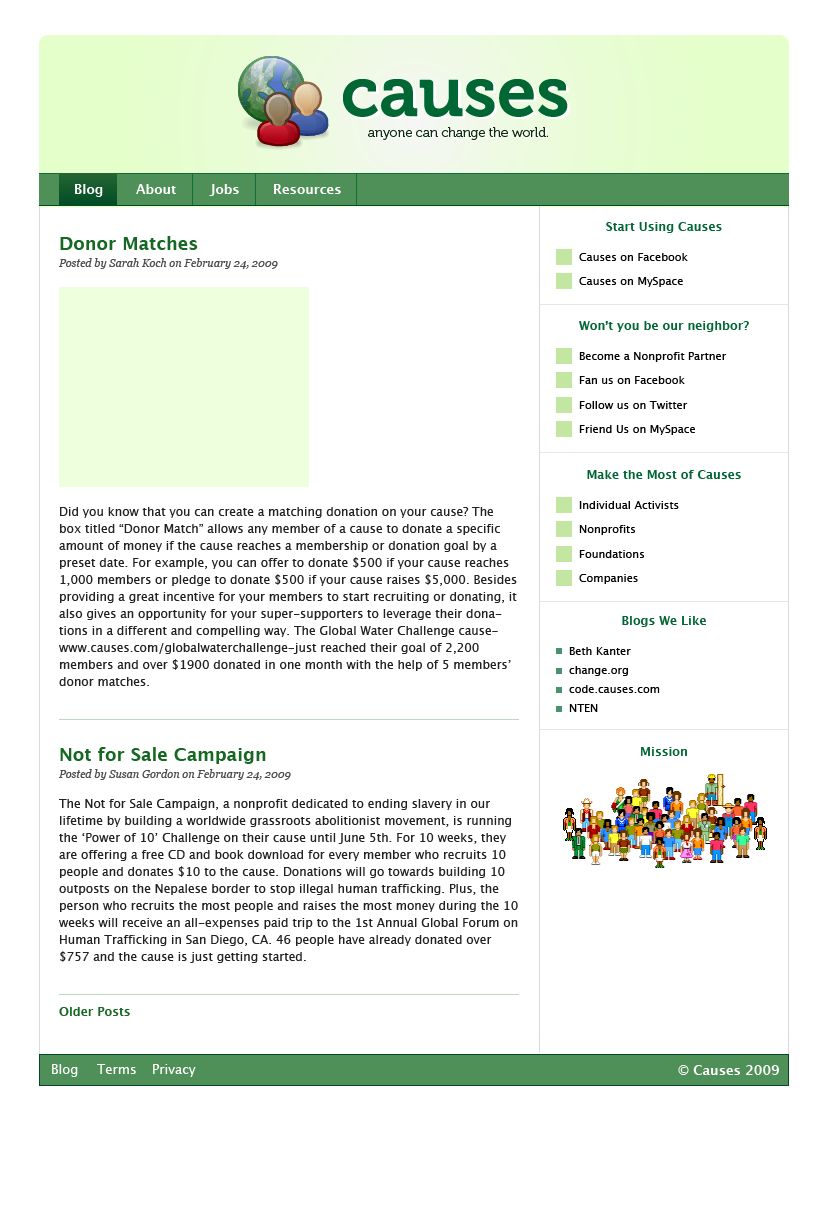 causes
anyone can change the world.
Blog About Jobs Resources
Donor Matches
Posted by Sarah Koch on February 24, 2009
Did you know that you can create a matching donation on your cause? The
box titled “Donor Match” allows any member of a cause to donate a specific
amount of money if the cause reaches a membership or donation goal by a
preset date. For example, you can offer to donate $500 if your cause reaches
1,000 members or pledge to donate $500 if your cause raises $5,000. Besides
providing a great incentive for your members to start recruiting or donating, it
also gives an opportunity for your super-supporters to leverage their dona-
tions in a different and compelling way. The Global Water Challenge cause-
www.causes.com/globalwaterchallenge-just reached their goal of 2,200
members and over $1900 donated in one month with the help of 5 members’
donor matches.
Not for Sale Campaign
Posted by Susan Gordon on February 24, 2009
The Not for Sale Campaign, a nonprofit dedicated to ending slavery in our
lifetime by building a worldwide grassroots abolitionist movement, is running
the ‘Power of 10’ Challenge on their cause until June 5th. For 10 weeks, they
are offering a free CD and book download for every member who recruits 10
people and donates $10 to the cause. Donations will go towards building 10
outposts on the Nepalese border to stop illegal human trafficking. Plus, the
person who recruits the most people and raises the most money during the 10
weeks will receive an all-expenses paid trip to the 1st Annual Global Forum on
Human Trafficking in San Diego, CA. 46 people have already donated over
$757 and the cause is just getting started.
Older Posts
Start Using Causes
Causes on Facebook
Causes on MySpace
Won’t you be our neighbor?
Become a Nonprofit Partner
Fan us on Facebook
Follow us on Twitter
Friend Us on MySpace
Make the Most of Causes
Individual Activists
Nonprofits
Foundations
Companies
Blogs We Like
Beth Kanter
change.org
code.causes.com
NTEN
Mission
Blog Terms Privacy © Causes 2009